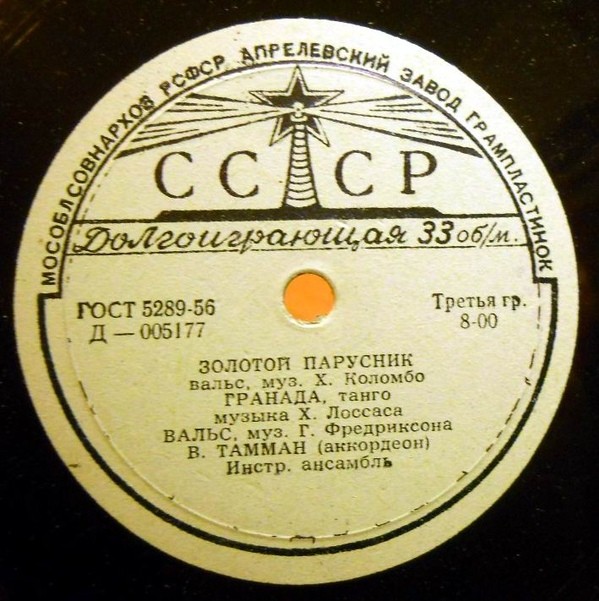 МОСОБЛСОВНАРХОЗ РСФСР АПРЕЛЕВСКИЙ ЗАВОД ГРАМПЛАСТИНОК
СССР
Долгоиграющая 33 об/м.
ГОСТ 5289-56
Д — 005177
Третья гр.
8-00
ЗОЛОТОЙ ПАРУСНИК
вальс, муз. Х. Коломбо
ГРАНАДА, танго
музыка Х. Лоссаса
ВАЛЬС, муз. Г. Фредриксона
В. ТАММАН (аккордеон)
Инстр. ансамбль